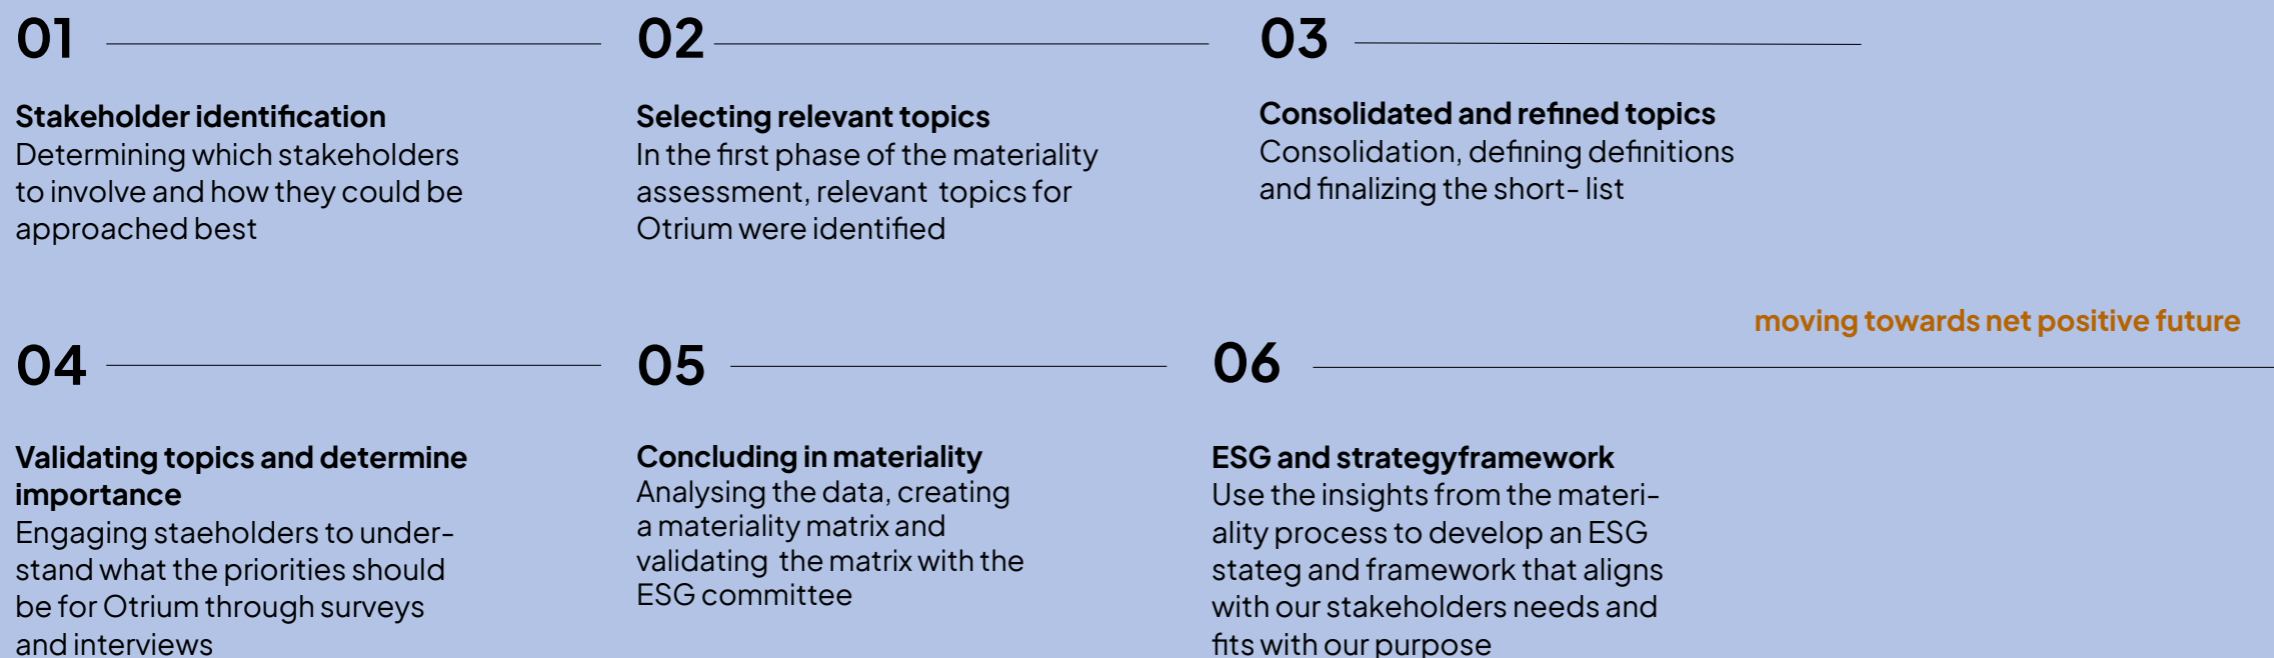 01
Stakeholder identification
Determining which stakeholders
to involve and how they could be
approached best
02
Selecting relevant topics
In the first phase of the materiality
assessment, relevant topics for
Otrium were identified
03
Consolidated and refined topics
Consolidation, defining definitions
and finalizing the short- list
moving towards net positive future
04
Validating topics and determine
importance
Engaging staeholders to under-
stand what the priorities should
be for Otrium through surveys
and interviews
05
Concluding in materiality
Analysing the data, creating
a materiality matrix and
validating the matrix with the
ESG committee
06
ESG and strategyframework
Use the insights from the materi-
ality process to develop an ESG
stateg and framework that aligns
with our stakeholders needs and
fits with our purpose